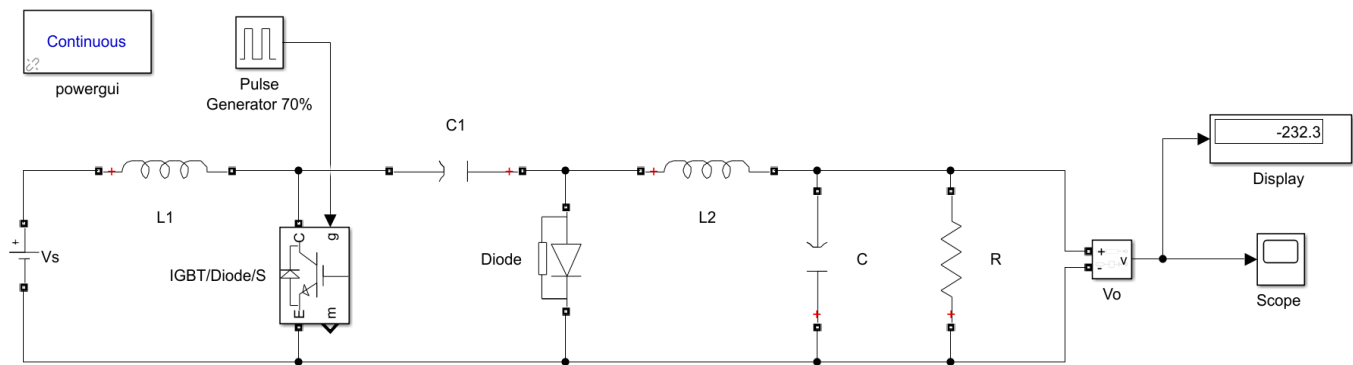 Continuous
powergui
Pulse
Generator 70%
C1
-232.3
Display
+
+
+
L1
L2
+
Vs
C
g
IGBT/Diode/S
E
m
Diode
C
R
+
-
v
Vo
Scope
+
+